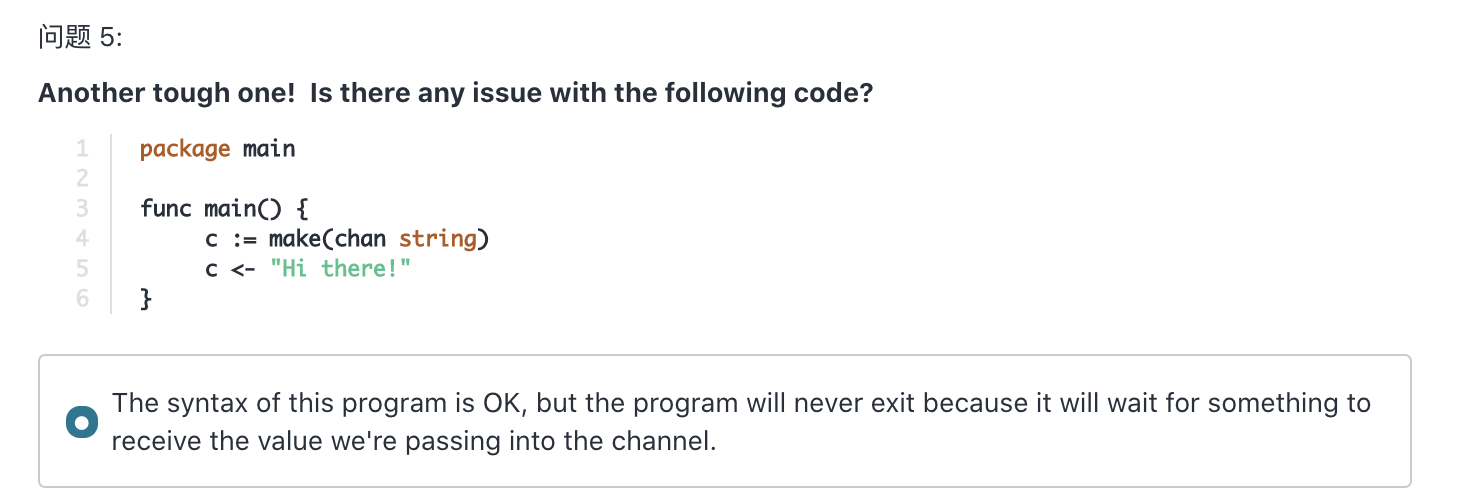 问题 5:
Another tough one!  Is there any issue with the following code?
1 package main
2
3 func main() {
4      c := make(chan string)
5      c <- "Hi there!"
6 }
The syntax of this program is OK, but the program will never exit because it will wait for something to
receive the value we're passing into the channel.